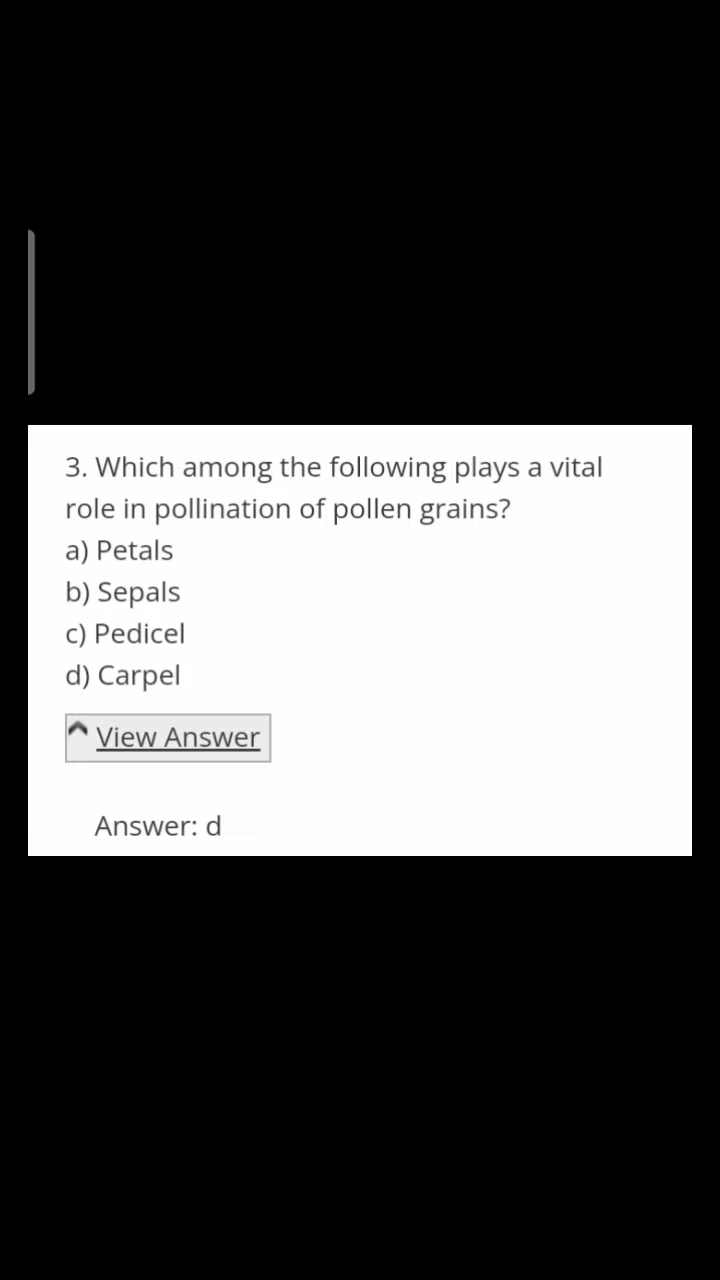 3. Which among the following plays a vital
role in pollination of pollen grains?
a) Petals
b) Sepals
c) Pedicel
d) Carpel
View Answer
Answer: d